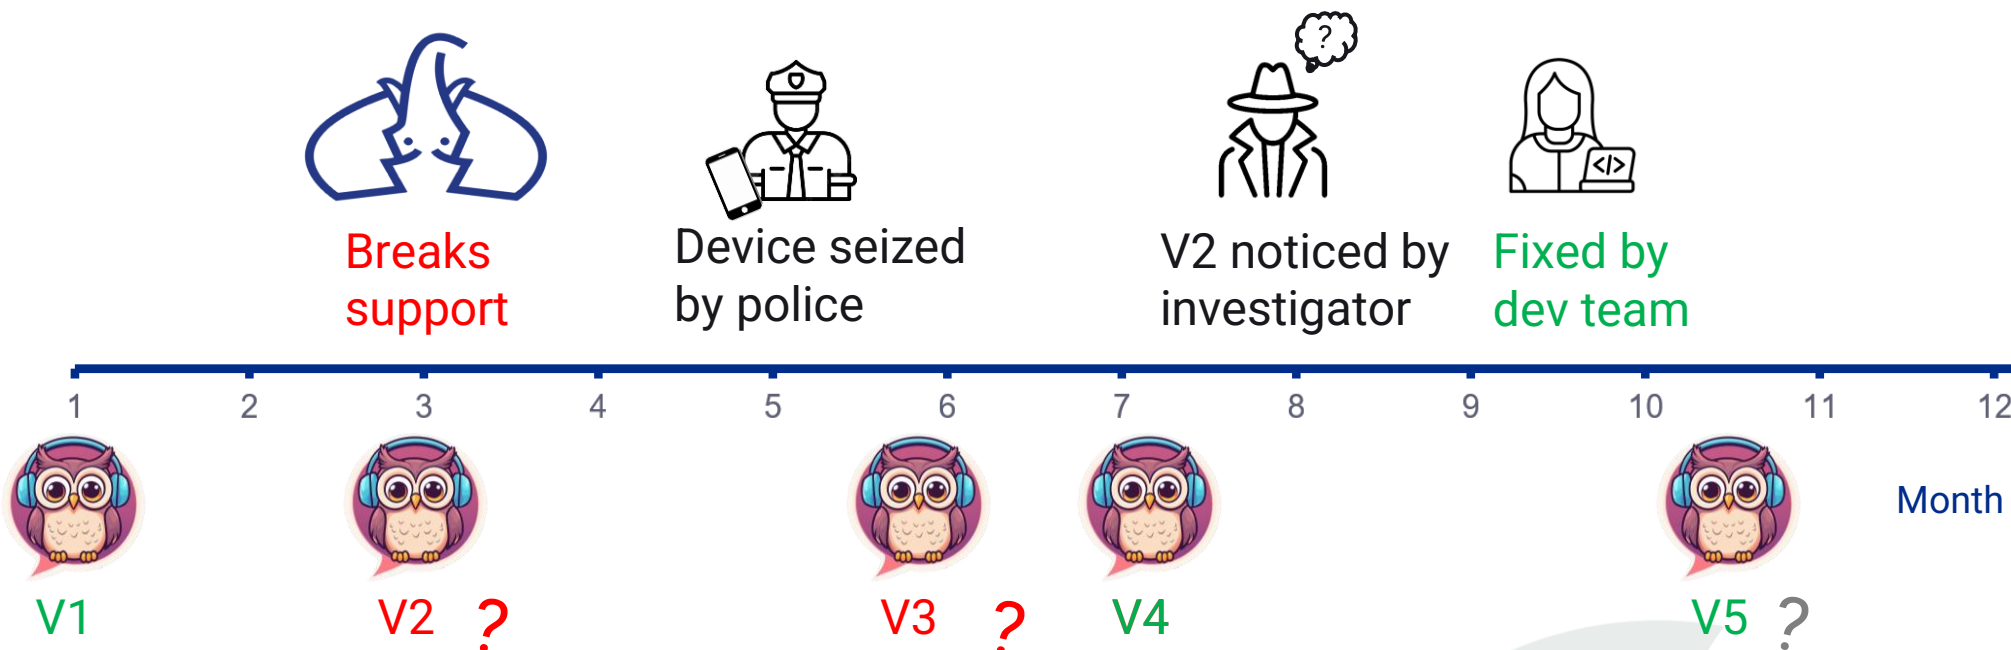 ?
Breaks
support
Device seized
by police
V2 noticed by
investigator
</>
Fixed by
dev team
1 2 3 4 5 6 7 8 9 10 11 12
Month
V1 V2 ? V3 ? V4 V5 ?